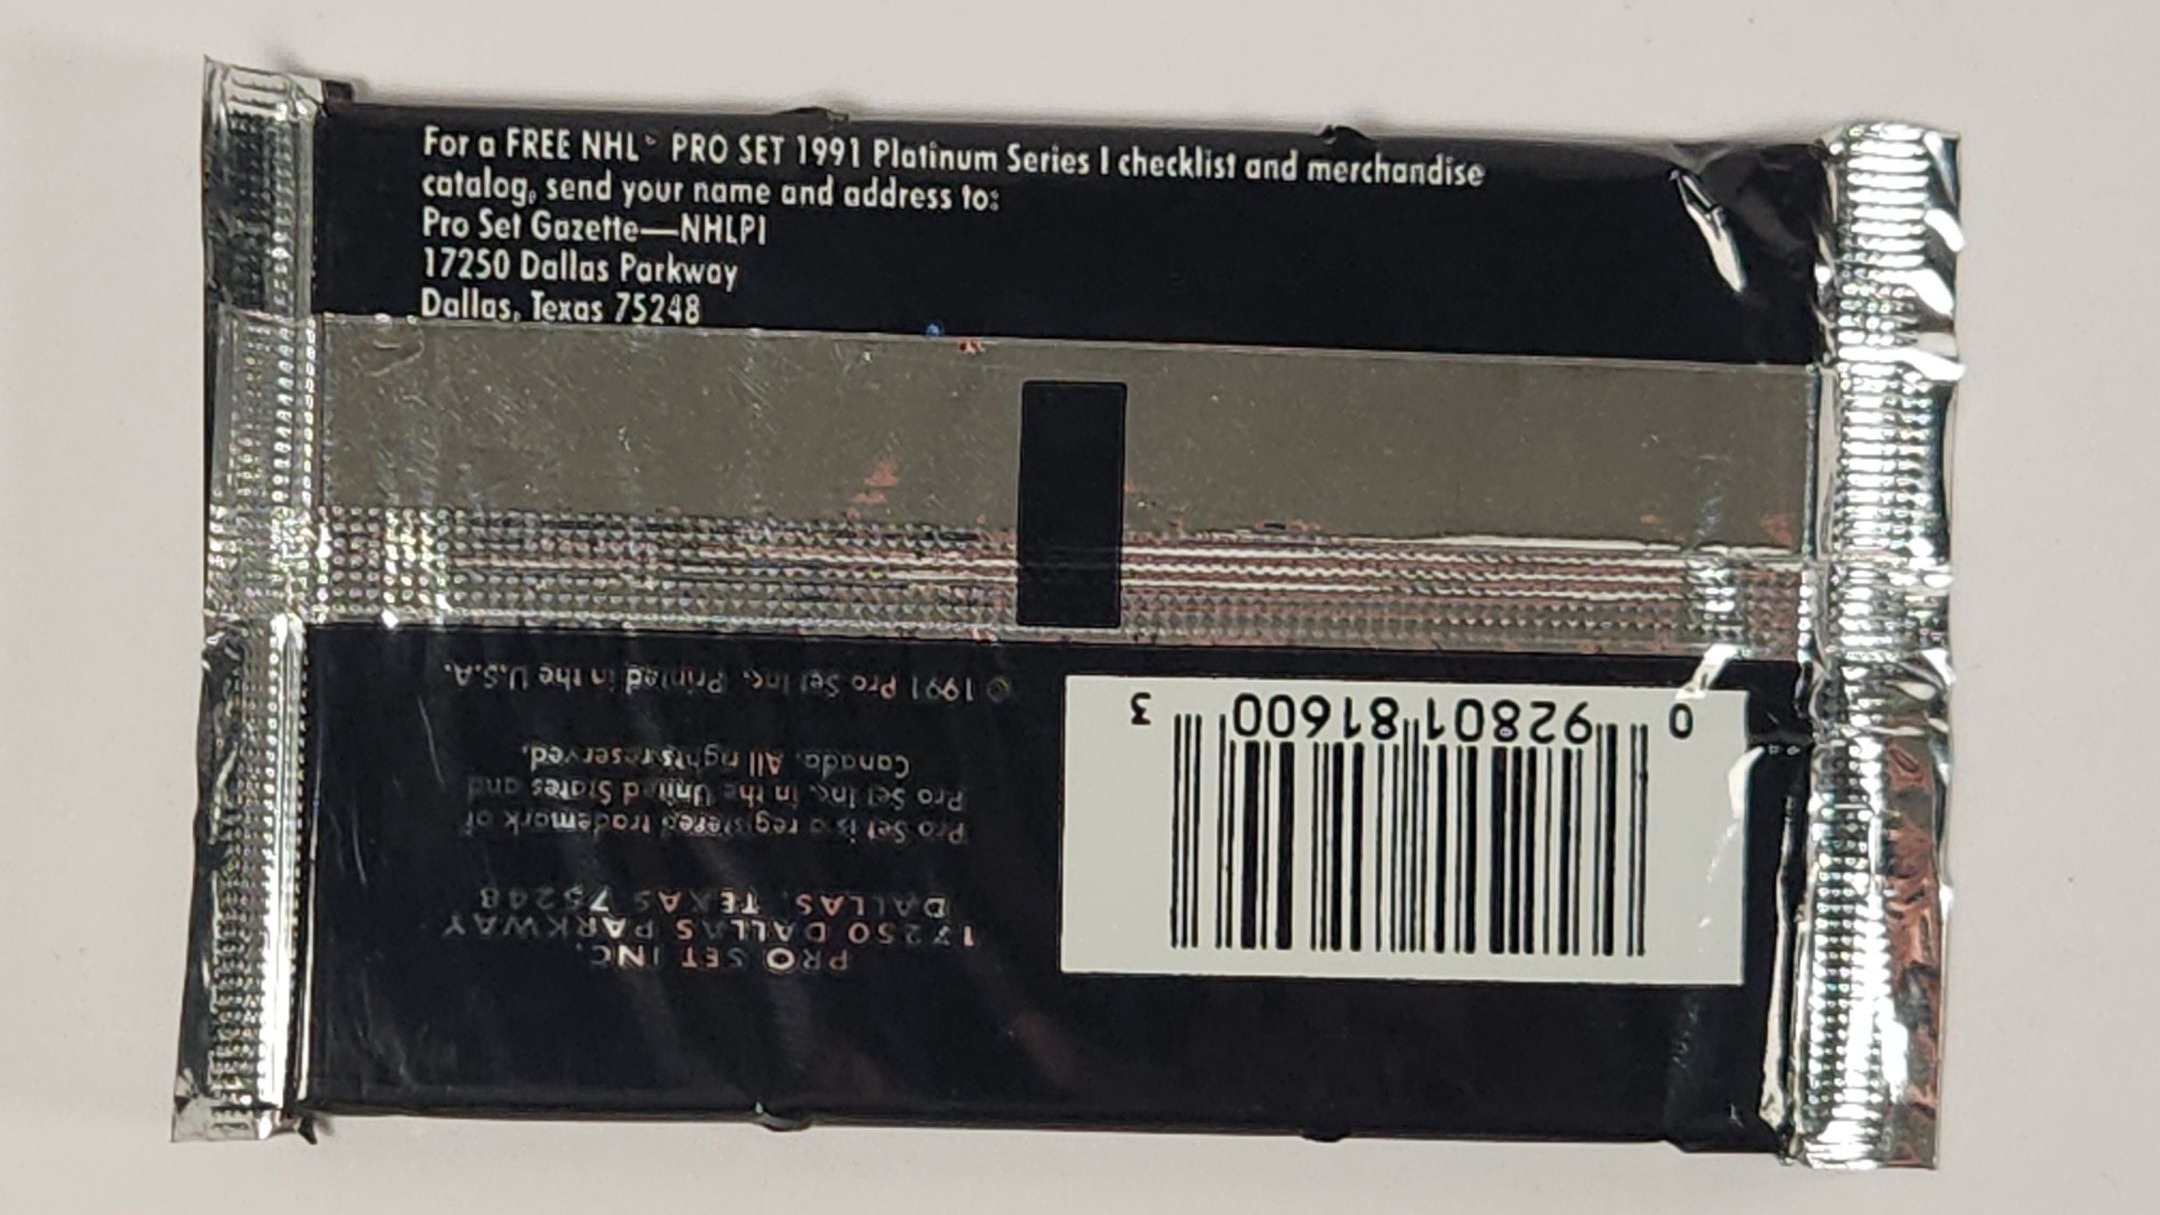 For a FREE NHL® PRO SET 1991 Platinum Series I checklist and merchandise
catalog, send your name and address to:
Pro Set Gazette—NHLPI
17250 Dallas Parkway
Dallas, Texas 75248
PRO SET INC.
17250 DALLAS PARKWAY
DALLAS, TEXAS 75248
Pro Set is a registered trademark of
Pro Set Inc. in the United States and
Canada. All rights reserved.
© 1991 Pro Set Inc. Printed in the U.S.A.
0 92801 81600 3